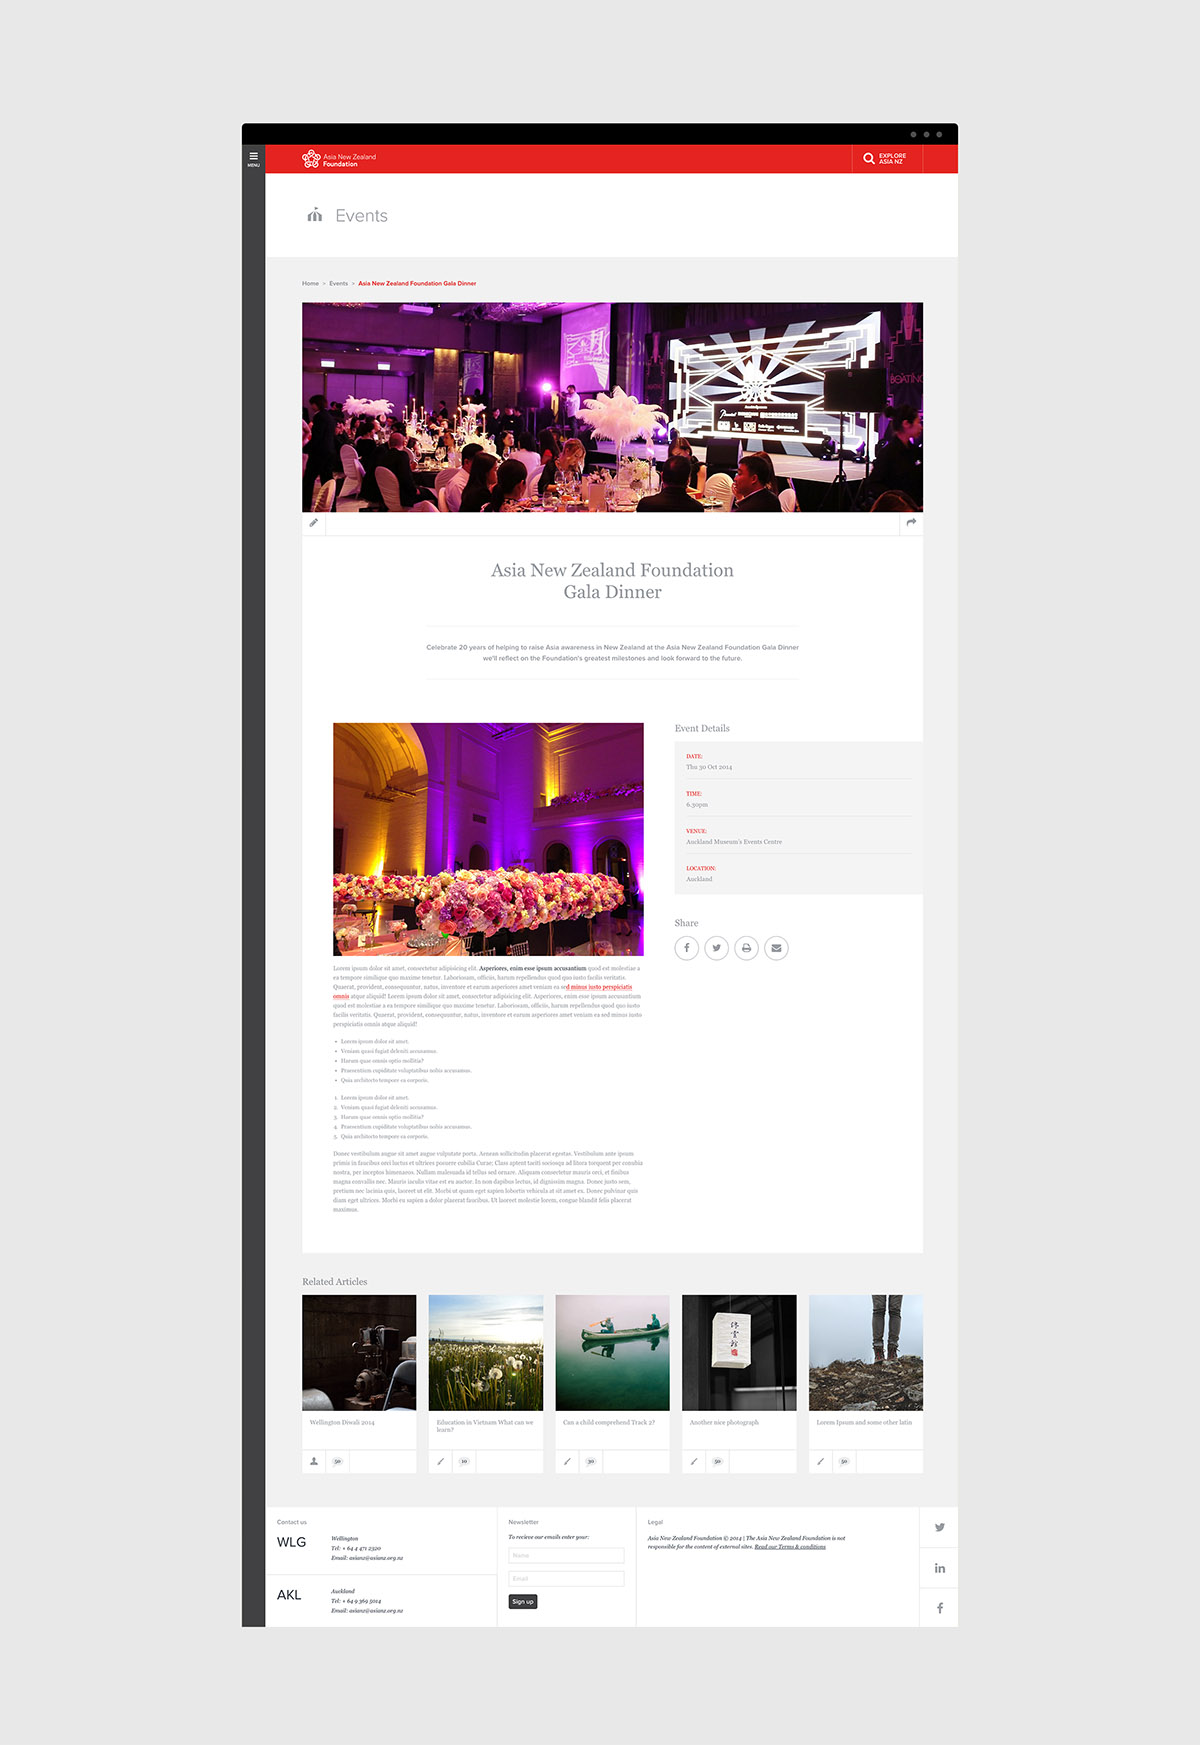 MENU
Asia New Zealand
Foundation
EXPLORE
ASIA NZ
Events
Home » Events » Asia New Zealand Foundation Gala Dinner
BOATING
Asia New Zealand Foundation
Gala Dinner
Celebrate 20 years of helping to raise Asia awareness in New Zealand at the Asia New Zealand Foundation Gala Dinner
we'll reflect on the Foundation's greatest milestones and look forward to the future.
Event Details
DATE:
Thu 30 Oct 2014
TIME:
6.30pm
VENUE:
Auckland Museum's Events Centre
LOCATION:
Auckland
Share
Lorem ipsum dolor sit amet, consectetur adipisicing elit. Asperiores, enim esse ipsum accusantium quod est molestiae a
ea tempore similique quo maxime tenetur. Laboriosam, officiis, harum repellendus quod quo iusto facilis veritatis.
Quaerat, provident, consequuntur, natus, inventore et earum asperiores amet veniam ea sed minus iusto perspiciatis
omnis atque aliquid! Lorem ipsum dolor sit amet, consectetur adipisicing elit. Asperiores, enim esse ipsum accusantium
quod est molestiae a ea tempore similique quo maxime tenetur. Laboriosam, officiis, harum repellendus quod quo iusto
facilis veritatis. Quaerat, provident, consequuntur, natus, inventore et earum asperiores amet veniam ea sed minus iusto
perspiciatis omnis atque aliquid!
• Lorem ipsum dolor sit amet.
• Veniam quasi fugiat deleniti accusamus.
• Harum quae omnis optio mollitia?
• Praesentium cupiditate voluptatibus nobis accusamus.
• Quia architecto tempore ea corporis.
1. Lorem ipsum dolor sit amet.
2. Veniam quasi fugiat deleniti accusamus.
3. Harum quae omnis optio mollitia?
4. Praesentium cupiditate voluptatibus nobis accusamus.
5. Quia architecto tempore ea corporis.
Donec vestibulum augue sit amet augue vulputate porta. Aenean sollicitudin placerat egestas. Vestibulum ante ipsum
primis in faucibus orci luctus et ultrices posuere cubilia Curae; Class aptent taciti sociosqu ad litora torquent per conubia
nostra, per inceptos himenaeos. Nullam malesuada id tellus sed ornare. Aliquam consectetur mauris orci, et finibus
magna convallis nec. Mauris iaculis vitae est eu auctor. In non dapibus lectus, id dignissim magna. Donec justo sem,
pretium nec lacinia quis, laoreet ut elit. Morbi ut quam eget sapien lobortis vehicula at sit amet ex. Donec pulvinar quis
diam eget ultrices. Morbi ea sapien a dolor placerat faucibus. Ut laoreet molestie lorem, congue blandit felis placerat
maximus.
Related Articles
Wellington Diwali 2014
50
Education in Vietnam What can we
learn?
10
Can a child comprehend Track 2?
30
Another nice photograph
50
Lorem Ipsum and some other latin
50
Contact us
WLG
Wellington
Tel: + 64 4 471 2320
Email: asianz@asianz.org.nz
AKL
Auckland
Tel: + 64 9 369 5014
Email: asianz@asianz.org.nz
Newsletter
To recieve our emails enter your:
Name
Email
Sign up
Legal
Asia New Zealand Foundation © 2014 | The Asia New Zealand Foundation is not
responsible for the content of external sites. Read our Terms & conditions